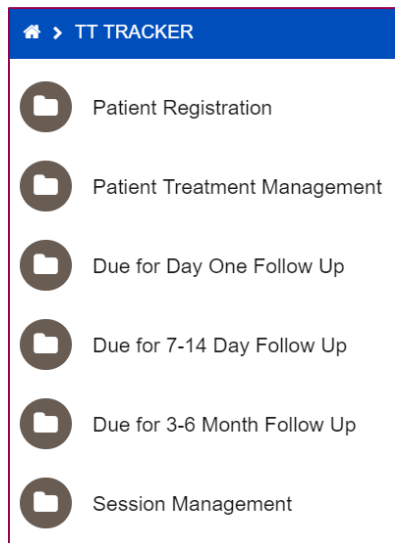 TT TRACKER
Patient Registration
Patient Treatment Management
Due for Day One Follow Up
Due for 7-14 Day Follow Up
Due for 3-6 Month Follow Up
Session Management